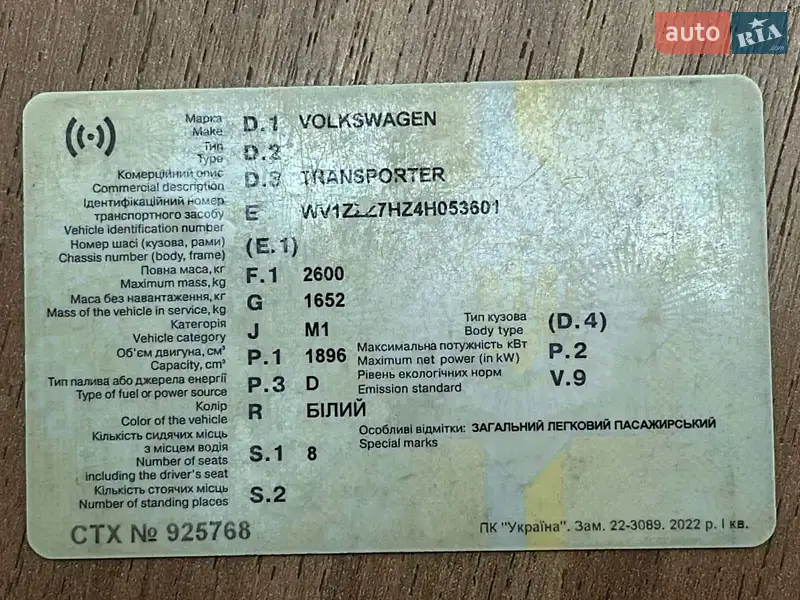 auto RIA.com
Марка D.1 VOLKSWAGEN
Make
Тип D.2
Type
Комерційний опис D.3 TRANSPORTER
Commercial description
Ідентифікаційний номер
транспортного засобу E WV1ZZZ7HZ4H053601
Vehicle identification number
Номер шасі (кузова, рами) (E.1)
Chassis number (body, frame)
Повна маса, кг F.1 2600
Maximum mass, kg
Маса без навантаження, кг G 1652
Mass of the vehicle in service, kg
Категорія J M1
Vehicle category
Тип кузова (D.4)
Body type
Об'єм двигуна, см³ P.1 1896
Capacity, cm³
Максимальна потужність кВт P.2
Maximum net power (in kW)
Тип палива або джерела енергії P.3 D
Type of fuel or power source
Рівень екологічних норм V.9
Emission standard
Колір R БІЛИЙ
Color of the vehicle
Особливі відмітки: ЗАГАЛЬНИЙ ЛЕГКОВИЙ ПАСАЖИРСЬКИЙ
Special marks
Кількість сидячих місць
з місцем водія S.1 8
Number of seats
including the driver's seat
Кількість стоячих місць S.2
Number of standing places
СТХ № 925768
ПК "Україна". Зам. 22-3089. 2022 р. I кв.